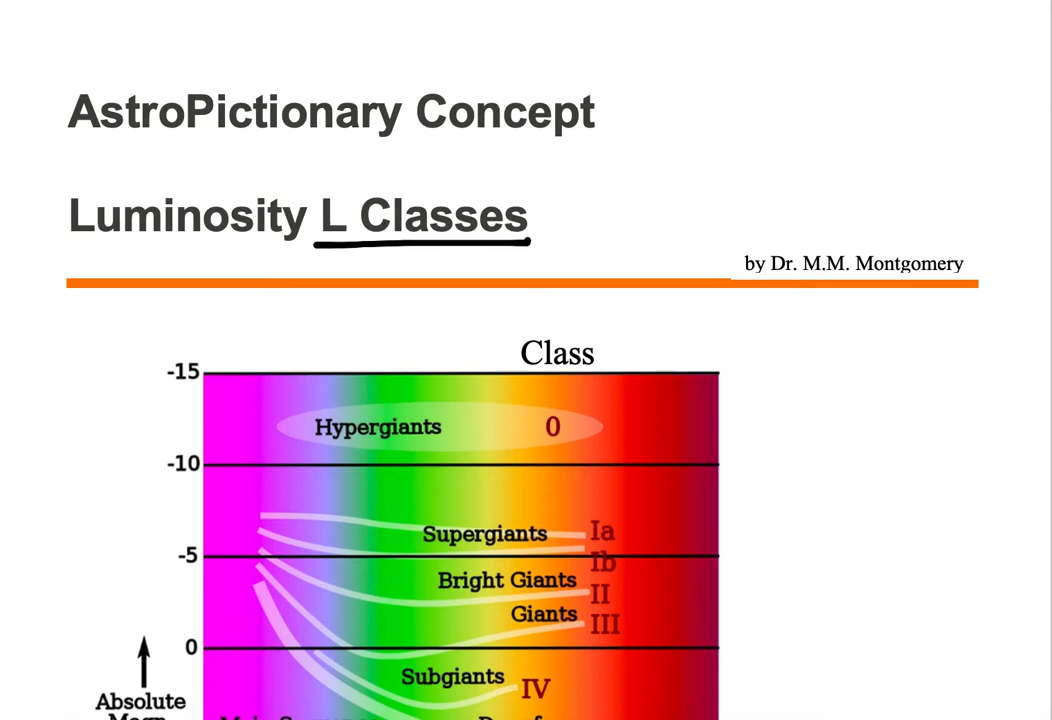 AstroPictionary Concept
Luminosity L Classes
by Dr. M.M. Montgomery
Class
-15
Hypergiants 0
-10
Supergiants Ia
-5
Ib
Bright Giants II
Giants III
0
Subgiants IV
Absolute